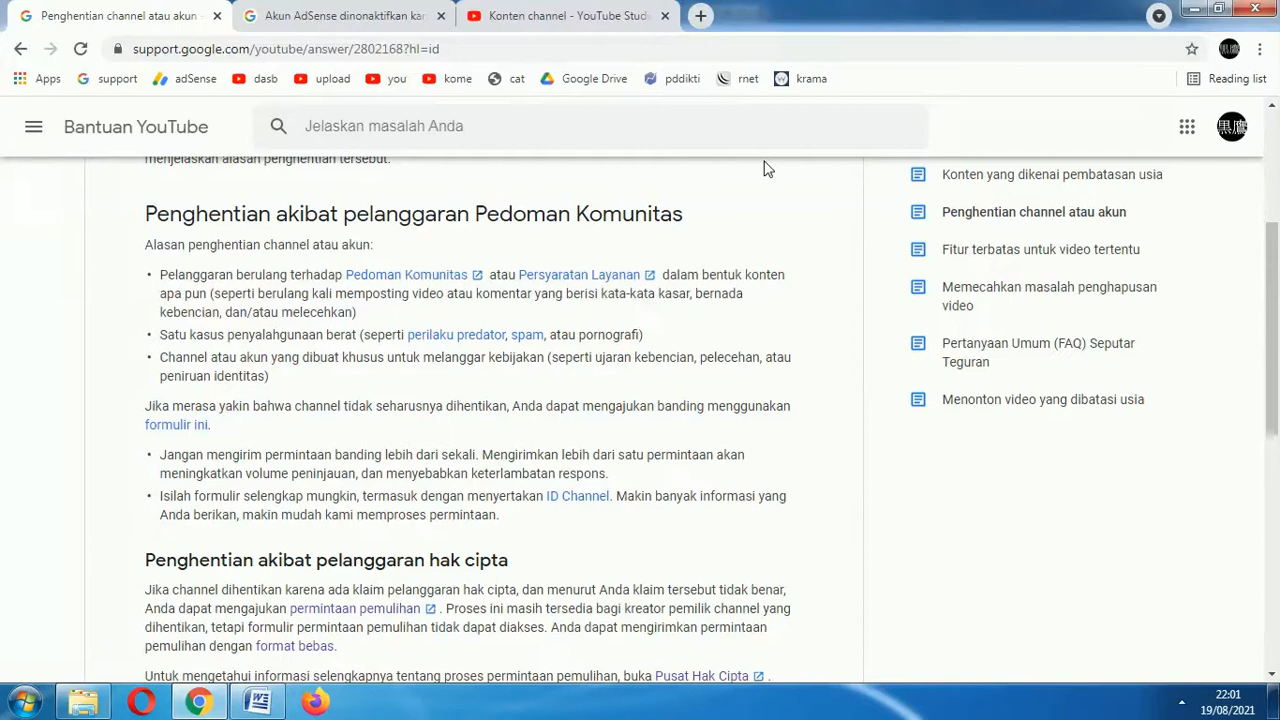 Penghentian channel atau akun -
Akun AdSense dinonaktifkan kar
Konten channel - YouTube Stud
support.google.com/youtube/answer/2802168?hl=id
Apps
support
adSense
dasb
upload
you
kome
cat
Google Drive
pddikti
rnet
krama
Reading list
Bantuan YouTube
Jelaskan masalah Anda
黒鷹
menjelaskan alasan penghentian tersebut.
Penghentian akibat pelanggaran Pedoman Komunitas
Alasan penghentian channel atau akun:
• Pelanggaran berulang terhadap Pedoman Komunitas atau Persyaratan Layanan dalam bentuk konten
apa pun (seperti berulang kali memposting video atau komentar yang berisi kata-kata kasar, bernada
kebencian, dan/atau melecehkan)
• Satu kasus penyalahgunaan berat (seperti perilaku predator, spam, atau pornografi)
• Channel atau akun yang dibuat khusus untuk melanggar kebijakan (seperti ujaran kebencian, pelecehan, atau
peniruan identitas)
Jika merasa yakin bahwa channel tidak seharusnya dihentikan, Anda dapat mengajukan banding menggunakan
formulir ini.
• Jangan mengirim permintaan banding lebih dari sekali. Mengirimkan lebih dari satu permintaan akan
meningkatkan volume peninjauan, dan menyebabkan keterlambatan respons.
• Isilah formulir selengkap mungkin, termasuk dengan menyertakan ID Channel. Makin banyak informasi yang
Anda berikan, makin mudah kami memproses permintaan.
Penghentian akibat pelanggaran hak cipta
Jika channel dihentikan karena ada klaim pelanggaran hak cipta, dan menurut Anda klaim tersebut tidak benar,
Anda dapat mengajukan permintaan pemulihan . Proses ini masih tersedia bagi kreator pemilik channel yang
dihentikan, tetapi formulir permintaan pemulihan tidak dapat diakses. Anda dapat mengirimkan permintaan
pemulihan dengan format bebas.
Untuk mengetahui informasi selengkapnya tentang proses permintaan pemulihan, buka Pusat Hak Cipta .
Konten yang dikenai pembatasan usia
Penghentian channel atau akun
Fitur terbatas untuk video tertentu
Memecahkan masalah penghapusan
video
Pertanyaan Umum (FAQ) Seputar
Teguran
Menonton video yang dibatasi usia
22:01
19/08/2021